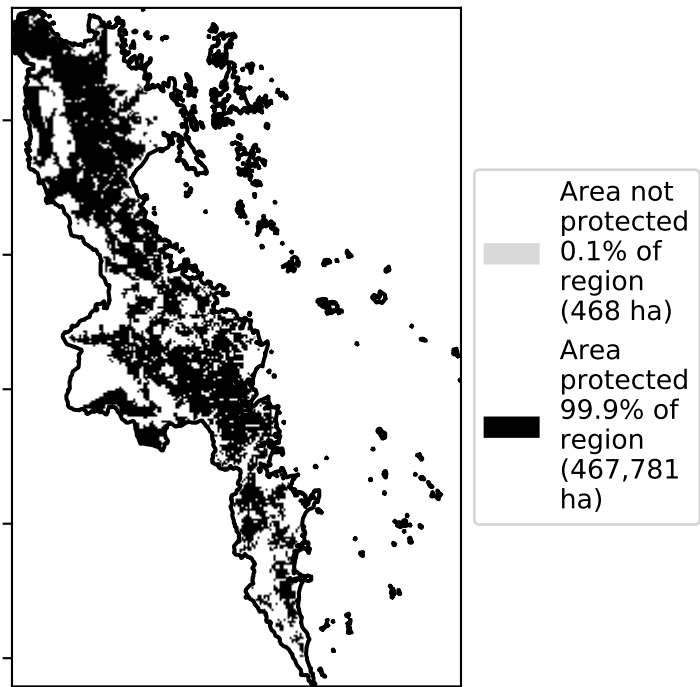 Area not
protected
0.1% of
region
(468 ha)
Area
protected
99.9% of
region
(467,781
ha)